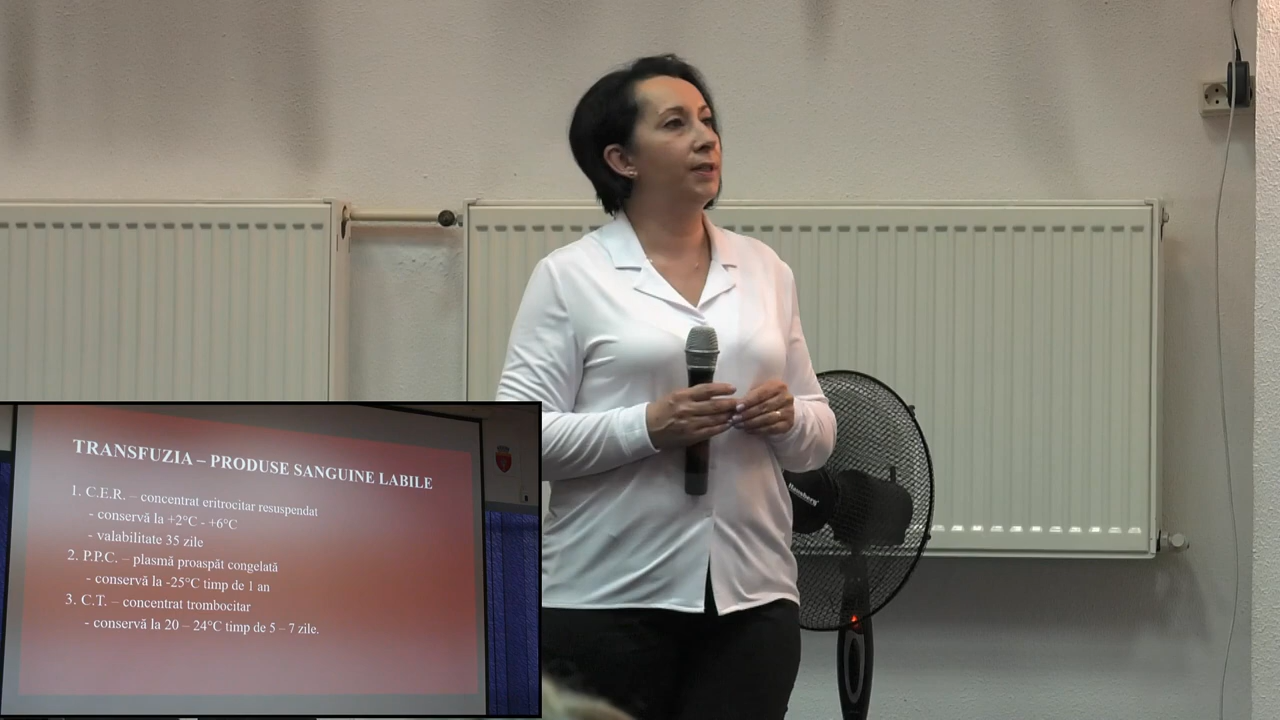 TRANSFUZIA – PRODUSE SANGUINE LABILE
1. C.E.R. – concentrat eritrocitar resuspendat
- conservă la +2°C - +6°C
- valabilitate 35 zile
2. P.P.C. – plasmă proaspăt congelată
- conservă la -25°C timp de 1 an
3. C.T. – concentrat trombocitar
- conservă la 20 – 24°C timp de 5 – 7 zile.
Hausberg